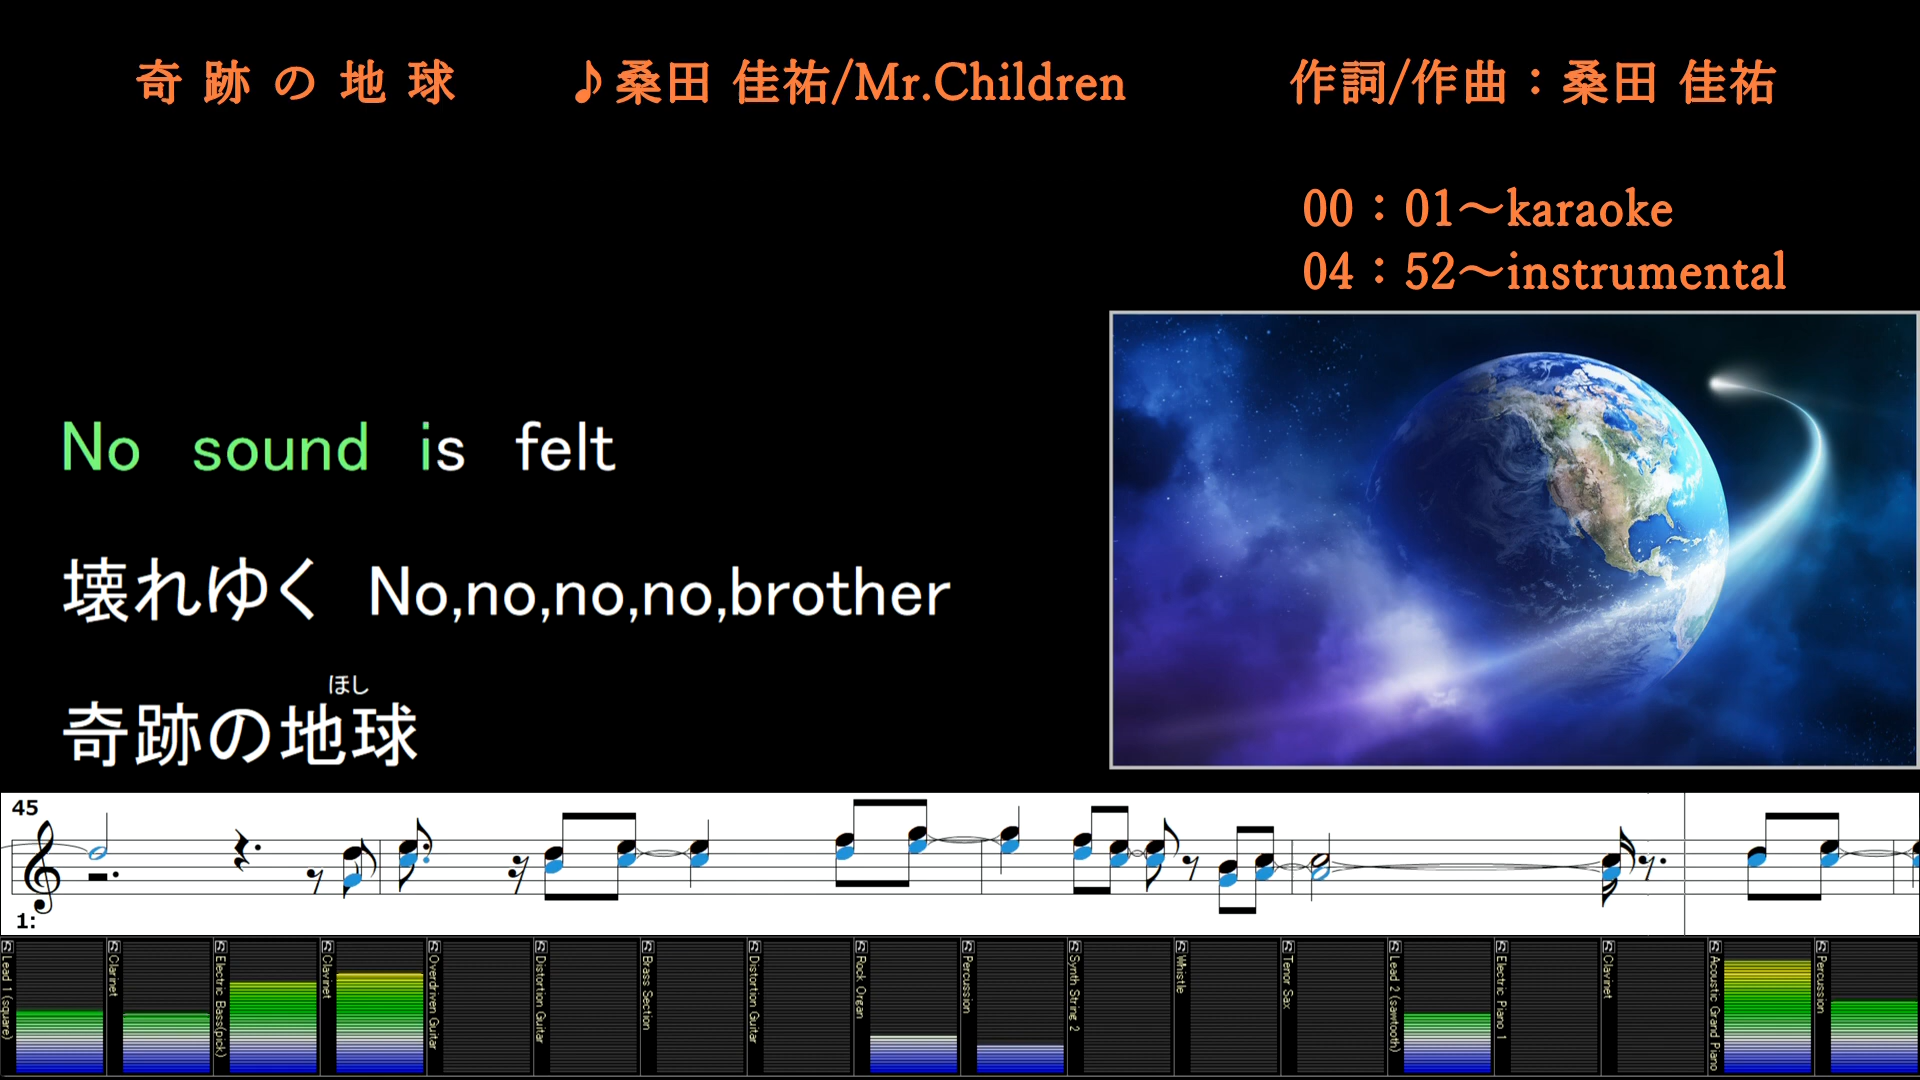 奇 跡 の 地 球 ♪桑田 佳祐/Mr.Children 作詞/作曲：桑田 佳祐
00：01～karaoke
04：52～instrumental
No sound is felt
壊れゆく No,no,no,no,brother
ほし
奇跡の地球
45
1:
Lead 1 (square)
Clarinet
Electric Bass(pick)
Clavinet
Overdriven Guitar
Distortion Guitar
Brass Section
Distortion Guitar
Rock Organ
Percussion
Synth String 2
Whistle
Tenor Sax
Lead 2 (sawtooth)
Electric Piano 1
Clavinet
Acoustic Grand Piano
Percussion